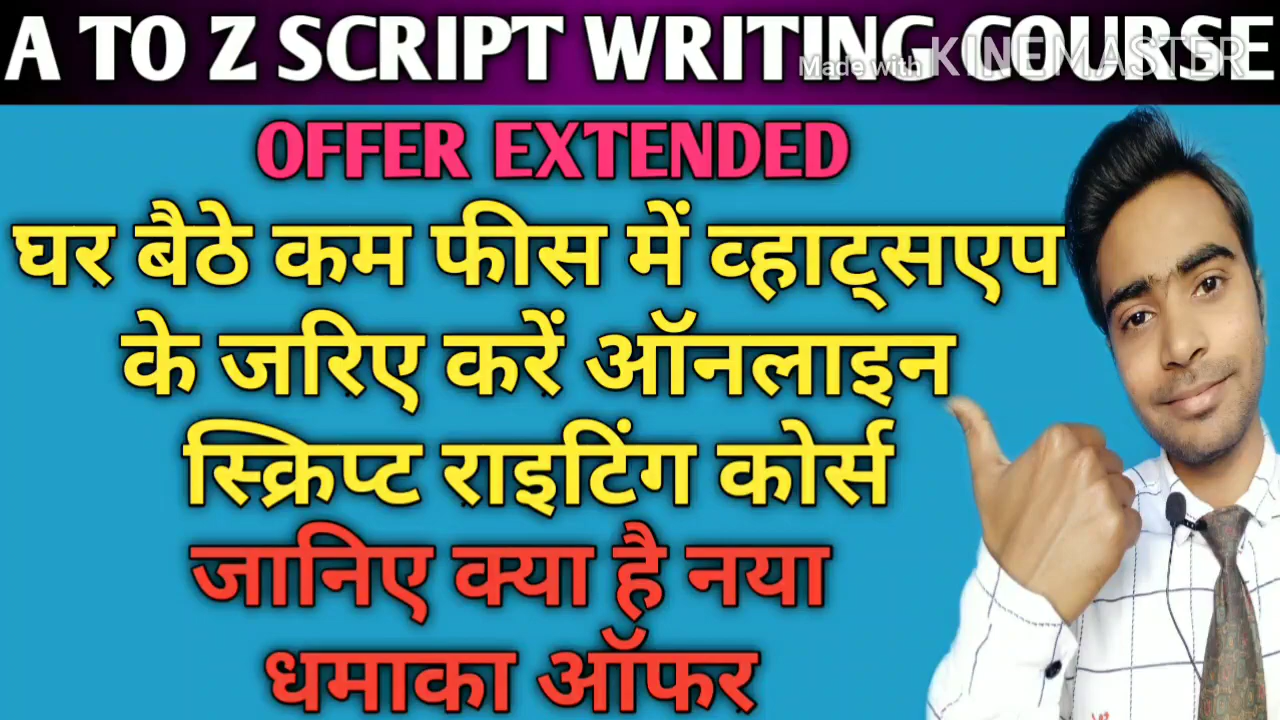 A TO Z SCRIPT WRITING COURSE
Made with KINEMASTER
OFFER EXTENDED
घर बैठे कम फीस में व्हाट्सएप
के जरिए करें ऑनलाइन
स्क्रिप्ट राइटिंग कोर्स
जानिए क्या है नया
धमाका ऑफर